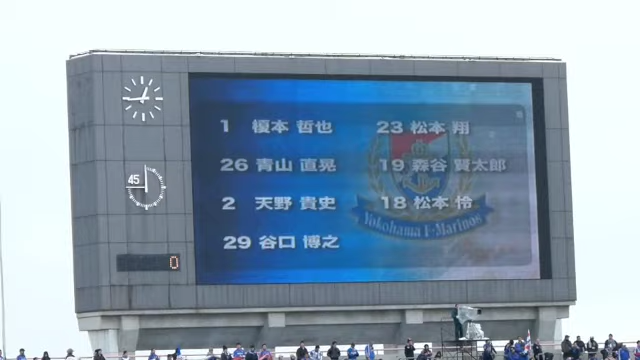 1 榎本 哲也 23 松本 翔
26 青山 直晃 19 森谷 賢太郎
2 天野 貴史 18 松本 怜
29 谷口 博之
Yokohama F·Marinos
45
0